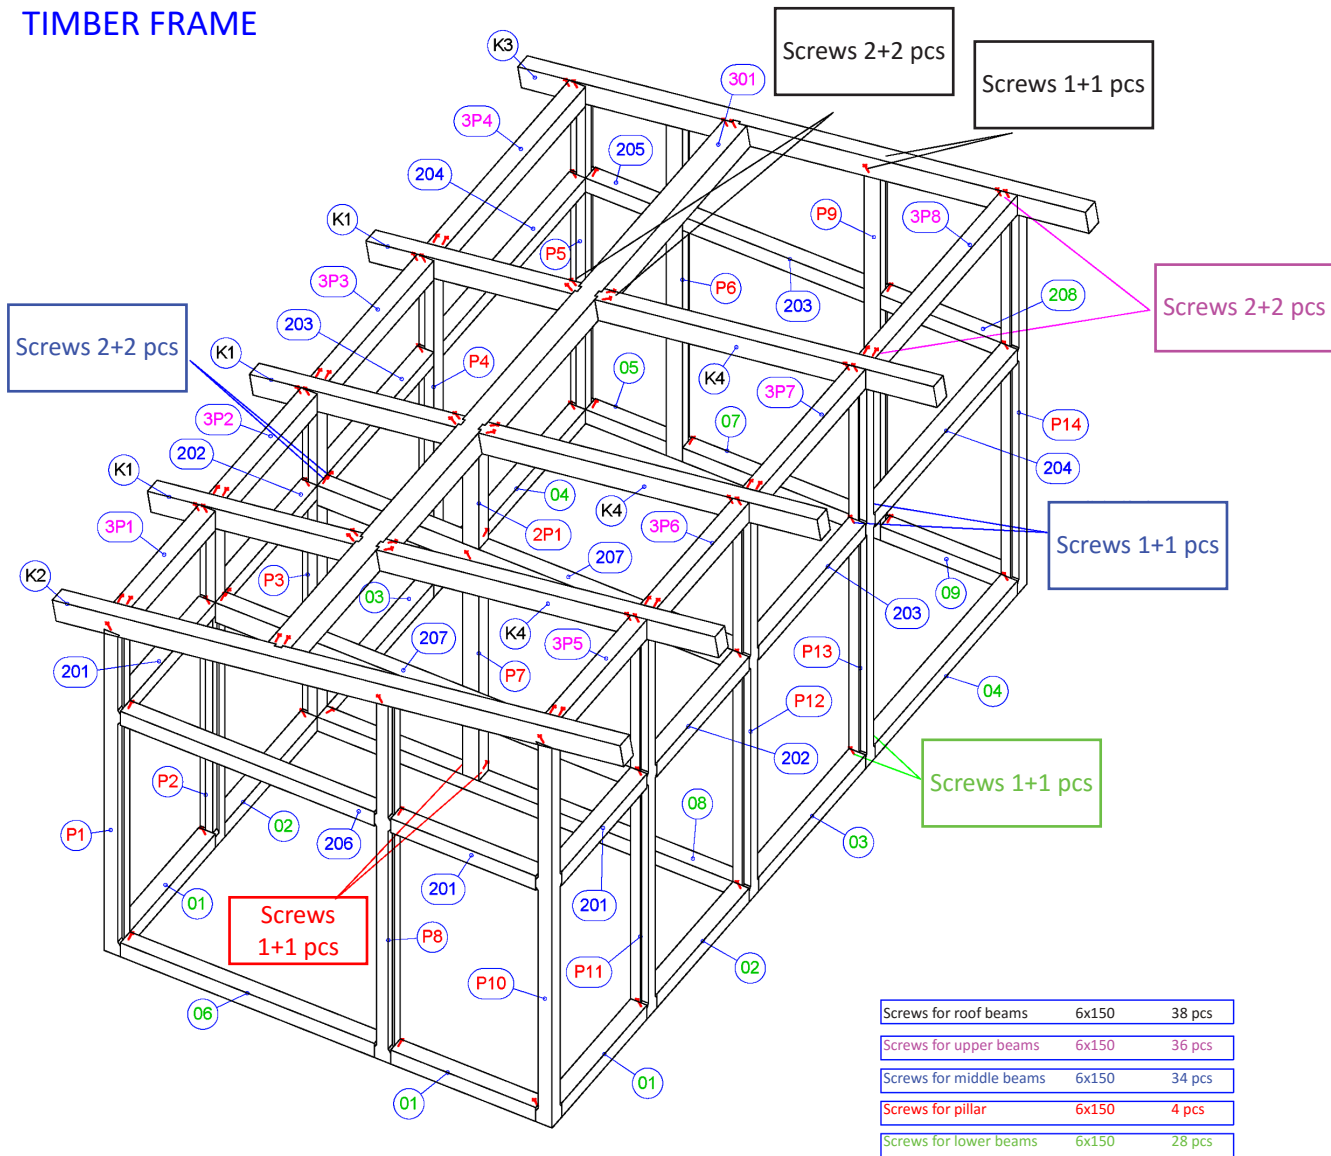 TIMBER FRAME
K3
Screws 2+2 pcs
301
Screws 1+1 pcs
3P4
205
204
P9
3P8
K1
P5
P6
203
208
3P3
Screws 2+2 pcs
203
Screws 2+2 pcs
K1
P4
K4
05
3P7
3P2
07
P14
202
204
K1
04
K4
3P1
2P1
3P6
Screws 1+1 pcs
207
K2
P3
03
203
09
K4
207
3P5
P13
201
P7
04
P12
202
Screws 1+1 pcs
P2
08
02
P1
206
03
201
01
201
Screws
1+1 pcs
P8
P11
02
P10
06
01
01
Screws for roof beams 6x150 38 pcs
Screws for upper beams 6x150 36 pcs
Screws for middle beams 6x150 34 pcs
Screws for pillar 6x150 4 pcs
Screws for lower beams 6x150 28 pcs